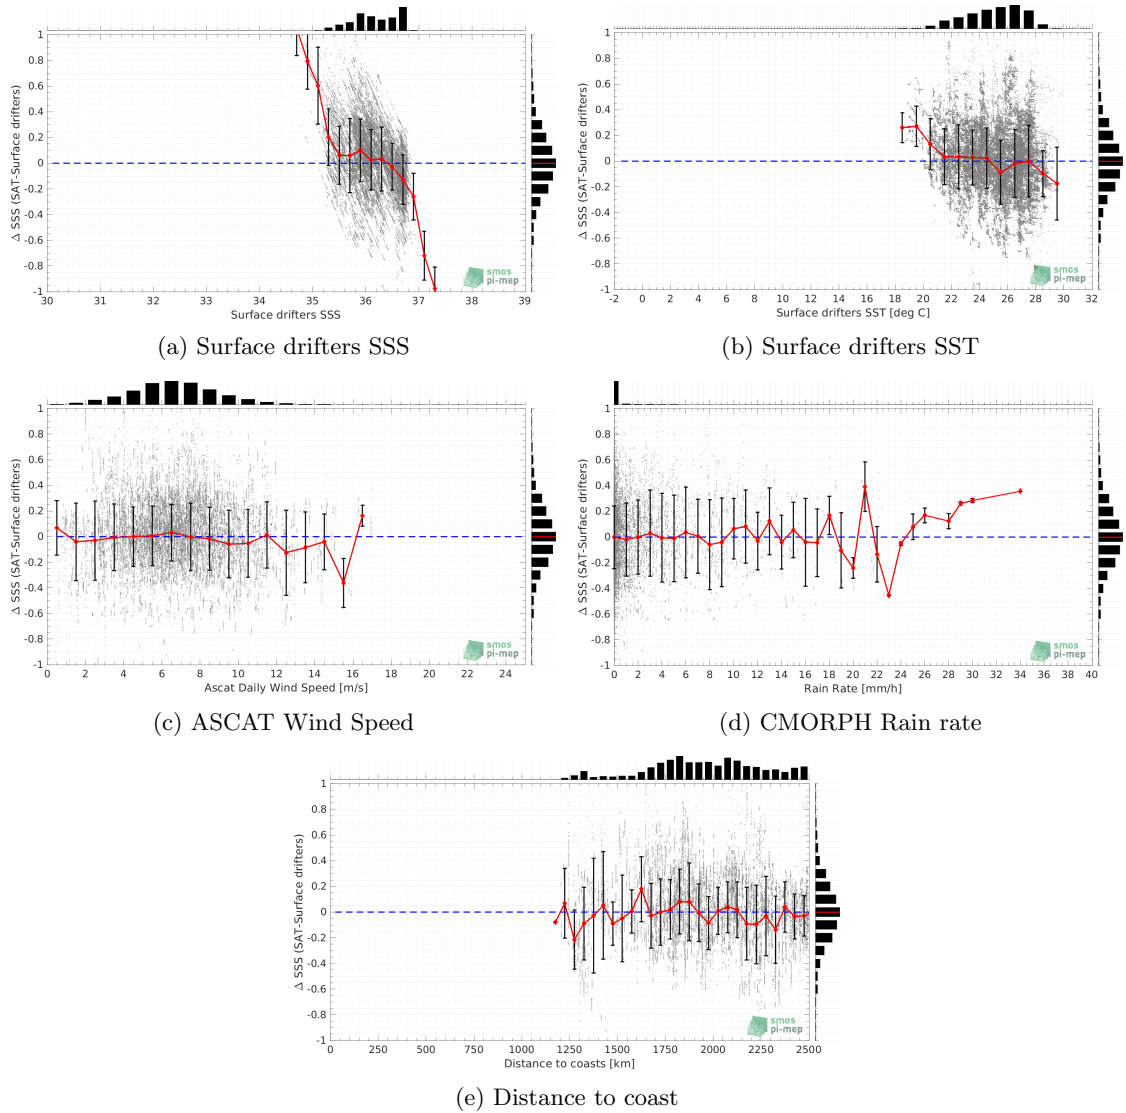 1
0.8
0.6
0.4
0.2
0
-0.2
-0.4
-0.6
-0.8
-1
Δ SSS (SAT-Surface drifters)
smos
pi-mep
30 31 32 33 34 35 36 37 38 39
Surface drifters SSS
(a) Surface drifters SSS
1
0.8
0.6
0.4
0.2
0
-0.2
-0.4
-0.6
-0.8
-1
Δ SSS (SAT-Surface drifters)
smos
pi-mep
-2 0 2 4 6 8 10 12 14 16 18 20 22 24 26 28 30 32
Surface drifters SST [deg C]
(b) Surface drifters SST
1
0.8
0.6
0.4
0.2
0
-0.2
-0.4
-0.6
-0.8
-1
Δ SSS (SAT-Surface drifters)
smos
pi-mep
0 2 4 6 8 10 12 14 16 18 20 22 24
Ascat Daily Wind Speed [m/s]
(c) ASCAT Wind Speed
1
0.8
0.6
0.4
0.2
0
-0.2
-0.4
-0.6
-0.8
-1
Δ SSS (SAT-Surface drifters)
smos
pi-mep
0 2 4 6 8 10 12 14 16 18 20 22 24 26 28 30 32 34 36 38 40
Rain Rate [mm/h]
(d) CMORPH Rain rate
1
0.8
0.6
0.4
0.2
0
-0.2
-0.4
-0.6
-0.8
-1
Δ SSS (SAT-Surface drifters)
smos
pi-mep
0 250 500 750 1000 1250 1500 1750 2000 2250 2500
Distance to coasts [km]
(e) Distance to coast